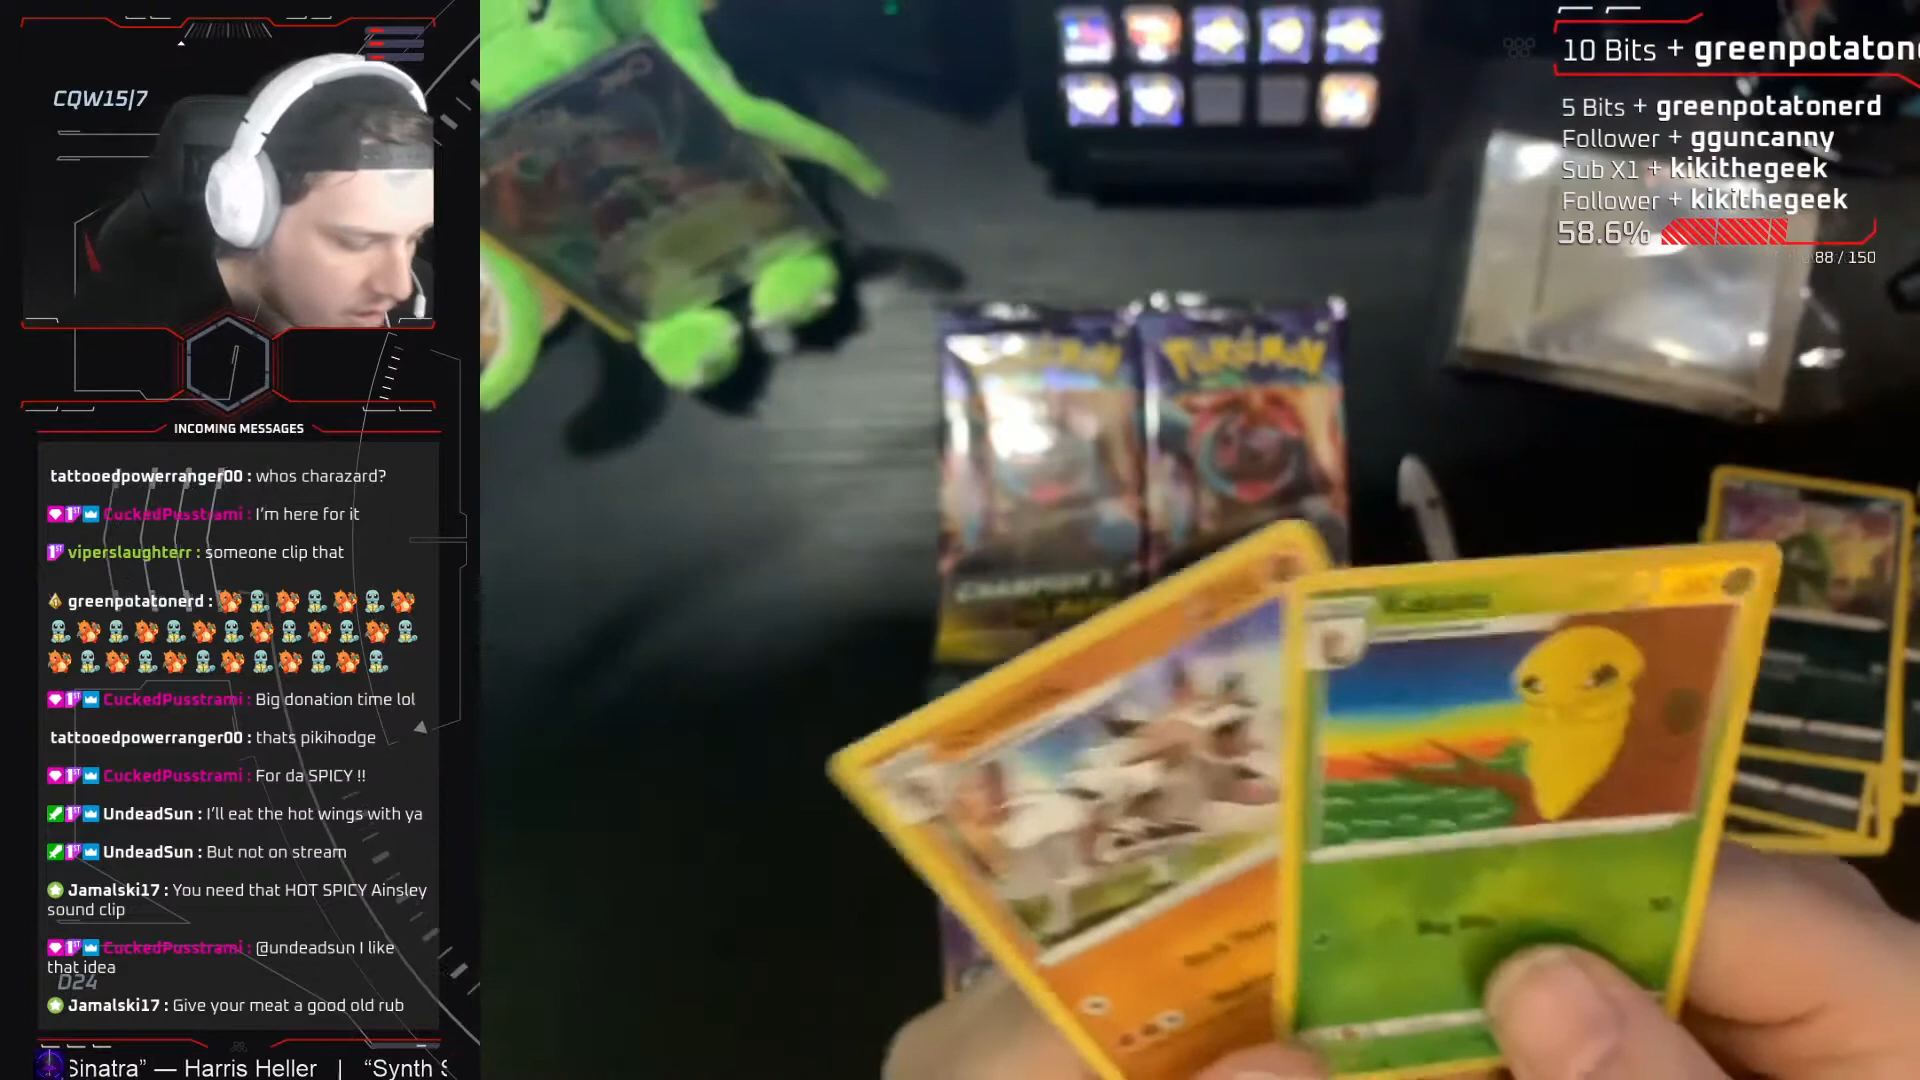 CQW15|7
INCOMING MESSAGES
tattooedpowerranger00 : whos charazard?
CuckedPusstrami : I'm here for it
viperslaughterr : someone clip that
greenpotatonerd :
CuckedPusstrami : Big donation time lol
tattooedpowerranger00 : thats pikihodge
CuckedPusstrami : For da SPICY !!
UndeadSun : I'll eat the hot wings with ya
UndeadSun : But not on stream
Jamalski17 : You need that HOT SPICY Ainsley
sound clip
CuckedPusstrami : @undeadsun I like
that idea
D24
Jamalski17 : Give your meat a good old rub
Sinatra" — Harris Heller | "Synth S
10 Bits + greenpotaton
5 Bits + greenpotatonerd
Follower + gguncanny
Sub X1 + kikithegeek
Follower + kikithegeek
58.6%
88 / 150
POKÉMON
CHAMPION'S